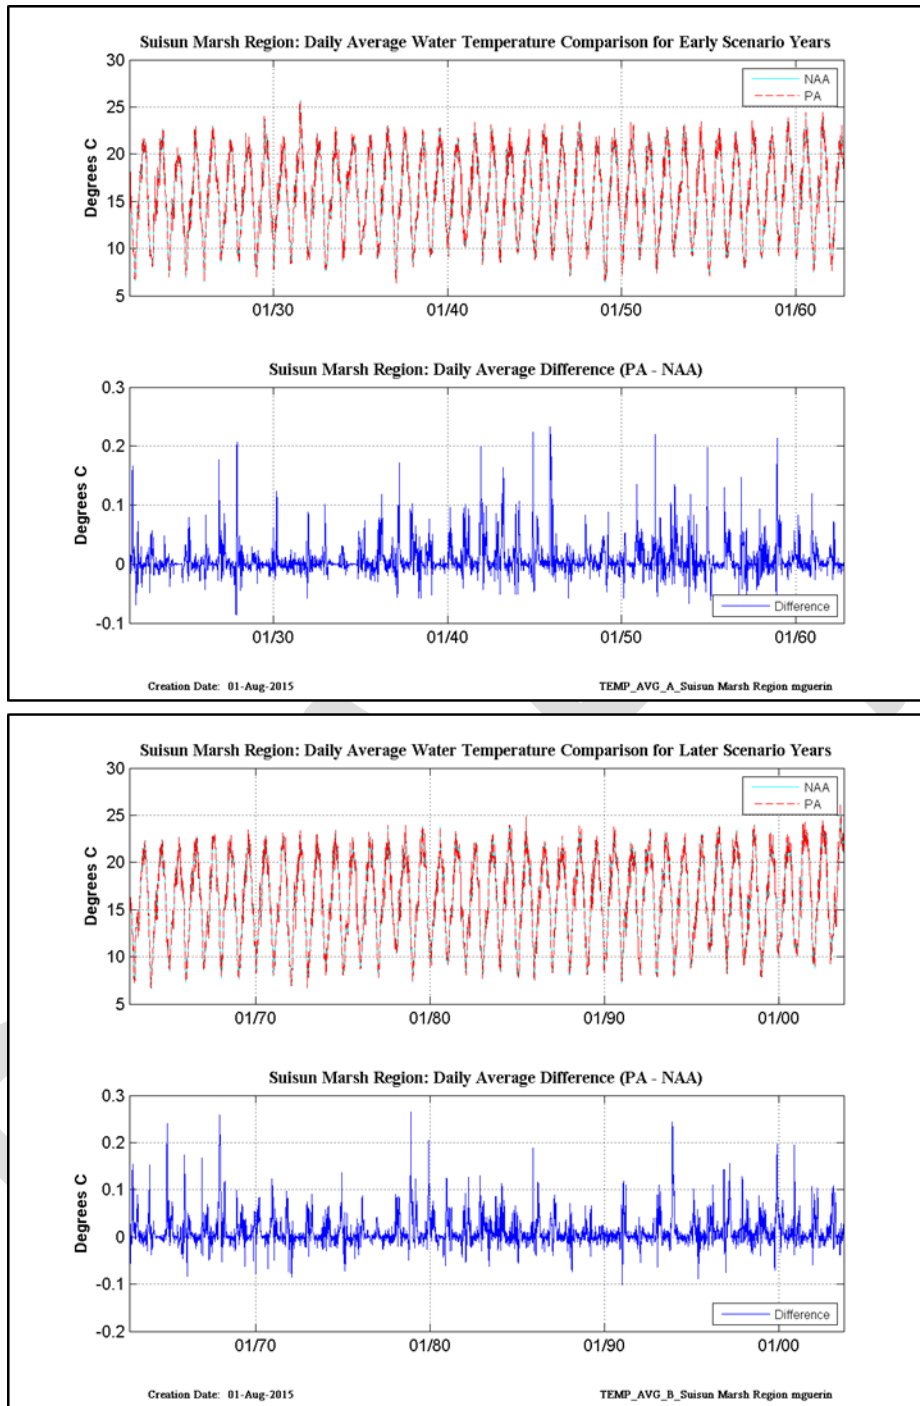 Suisun Marsh Region: Daily Average Water Temperature Comparison for Early Scenario Years
30
25
20
15
10
5
Degrees C
NAA
PA
01/30 01/40 01/50 01/60
Suisun Marsh Region: Daily Average Difference (PA - NAA)
0.3
0.2
0.1
0
-0.1
Degrees C
Difference
01/30 01/40 01/50 01/60
Creation Date: 01-Aug-2015 TEMP_AVG_A_Suisun Marsh Region mguerin
Suisun Marsh Region: Daily Average Water Temperature Comparison for Later Scenario Years
30
25
20
15
10
5
Degrees C
NAA
PA
01/70 01/80 01/90 01/00
Suisun Marsh Region: Daily Average Difference (PA - NAA)
0.3
0.2
0.1
0
-0.1
-0.2
Degrees C
Difference
01/70 01/80 01/90 01/00
Creation Date: 01-Aug-2015 TEMP_AVG_B_Suisun Marsh Region mguerin